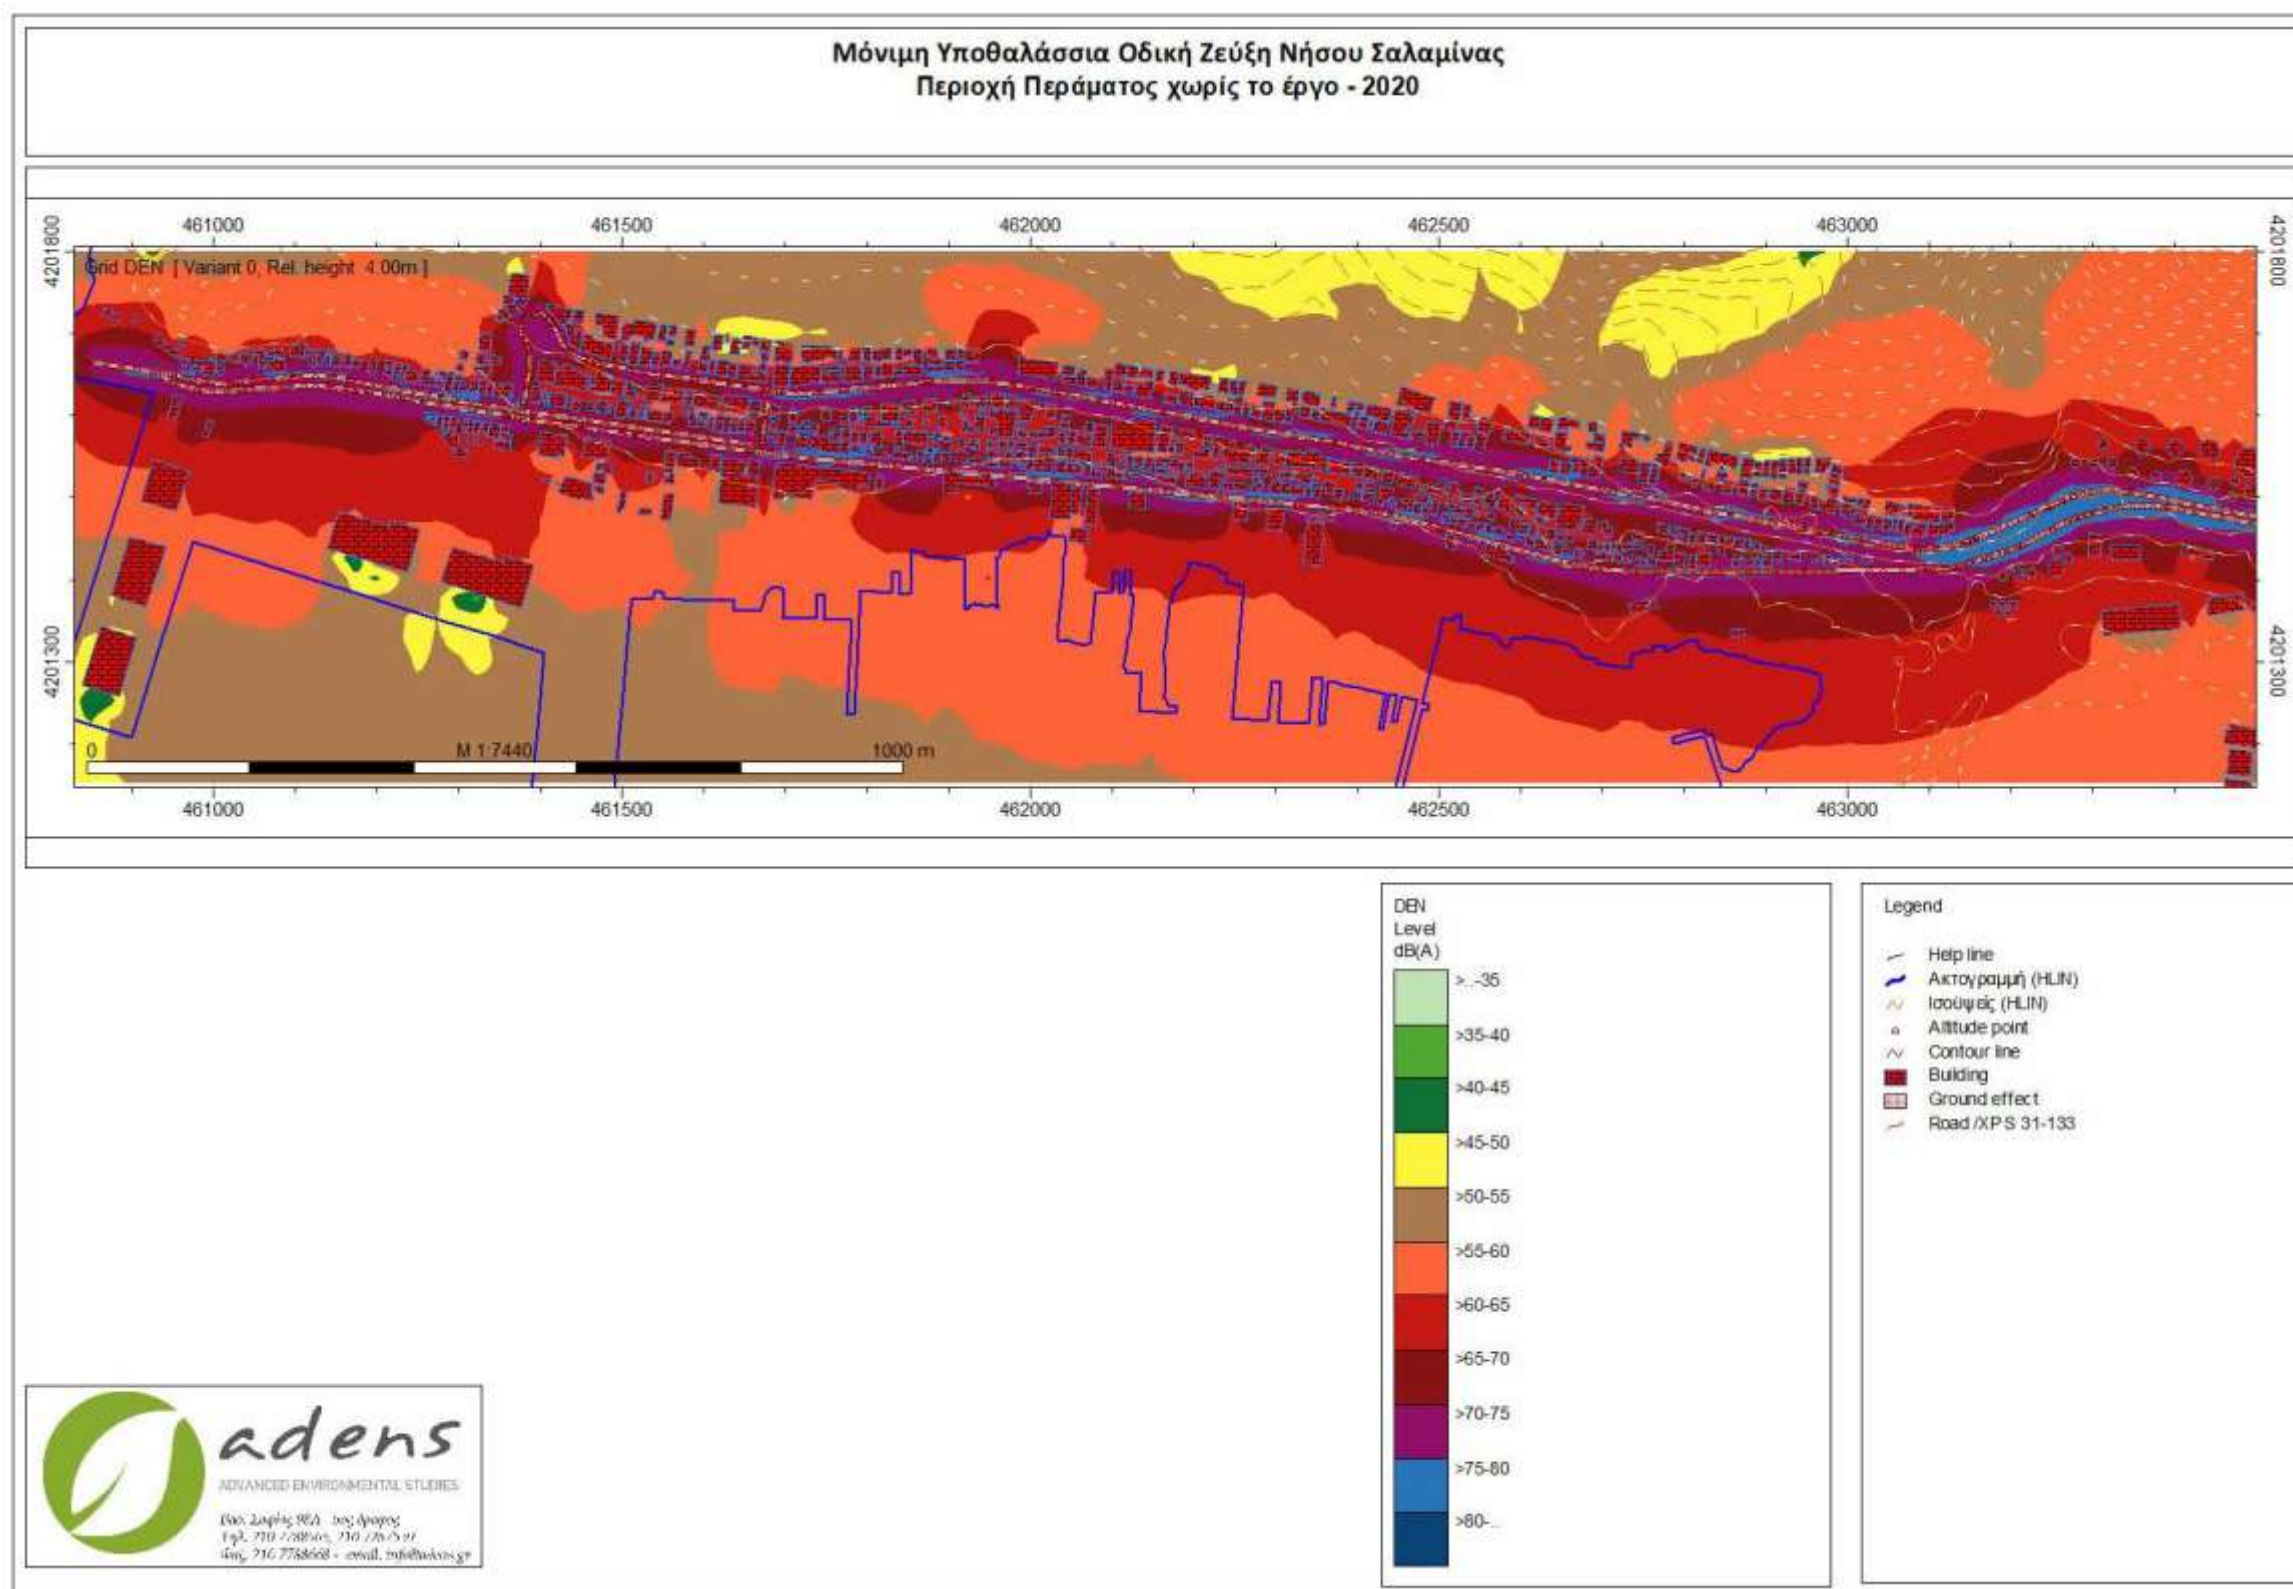 Μόνιμη Υποθαλάσσια Οδική Ζεύξη Νήσου Σαλαμίνας
Περιοχή Περάματος χωρίς το έργο - 2020
461000 461500 462000 462500 463000
4201800 4201800
Grid DEN [ Variant 0, Rel. height 4.00m ]
4201300 4201300
0 M 1:7440 1000 m
461000 461500 462000 462500 463000
DEN
Level
dB(A)
>..-35
>35-40
>40-45
>45-50
>50-55
>55-60
>60-65
>65-70
>70-75
>75-80
>80-..
Legend
Help line
Ακτογραμμή (HLIN)
Ισοϋψείς (HLIN)
Altitude point
Contour line
Building
Ground effect
Road /XPS 31-133
adens
ADVANCED ENVIRONMENTAL STUDIES